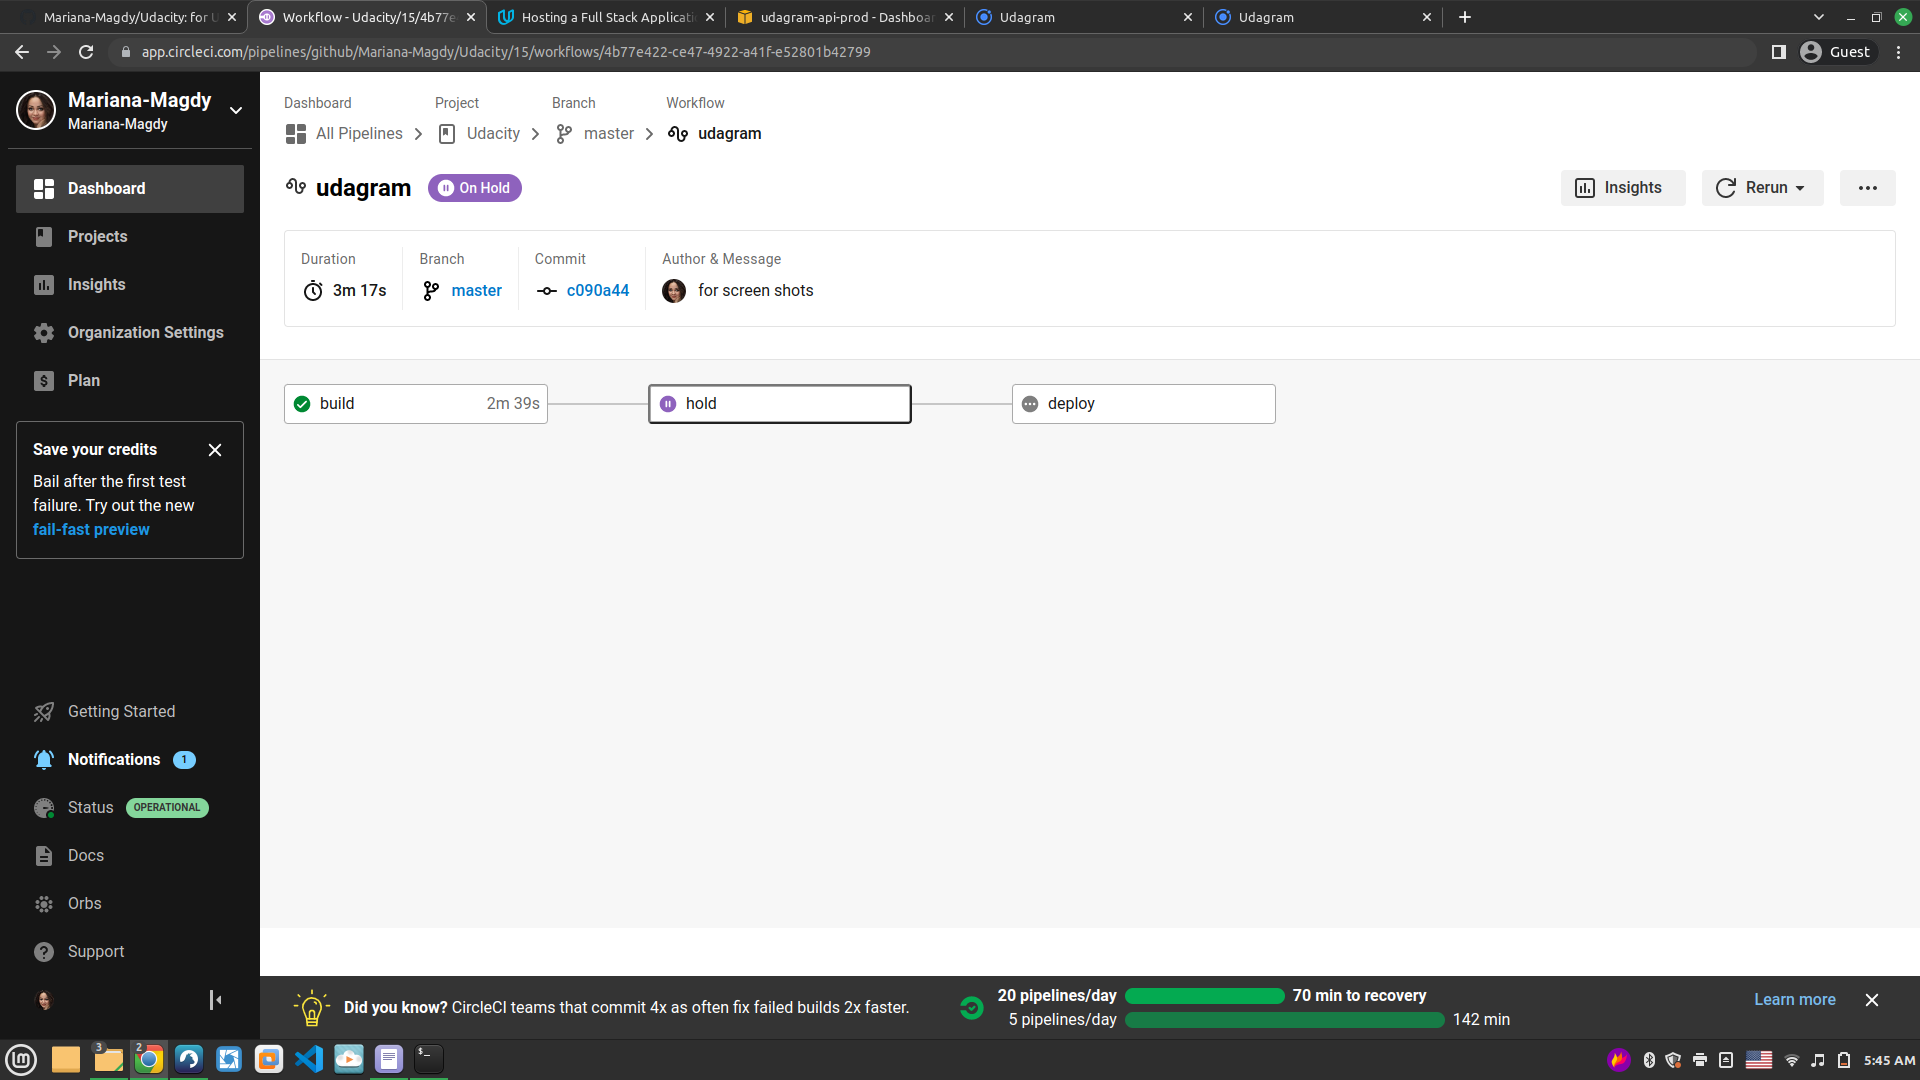 Mariana-Magdy/Udacity: for U
Workflow - Udacity/15/4b77e
Hosting a Full Stack Applicati
udagram-api-prod - Dashboar
Udagram
Udagram
app.circleci.com/pipelines/github/Mariana-Magdy/Udacity/15/workflows/4b77e422-ce47-4922-a41f-e52801b42799
Guest
Mariana-Magdy
Mariana-Magdy
Dashboard
Projects
Insights
Organization Settings
Plan
Save your credits
Bail after the first test
failure. Try out the new
fail-fast preview
Getting Started
Notifications 1
Status OPERATIONAL
Docs
Orbs
Support
Dashboard Project Branch Workflow
All Pipelines Udacity master udagram
udagram On Hold
Insights Rerun
Duration Branch Commit Author & Message
3m 17s master c090a44 for screen shots
build 2m 39s hold deploy
Did you know? CircleCI teams that commit 4x as often fix failed builds 2x faster.
20 pipelines/day 70 min to recovery
5 pipelines/day 142 min
Learn more
3 2 $_ 5:45 AM